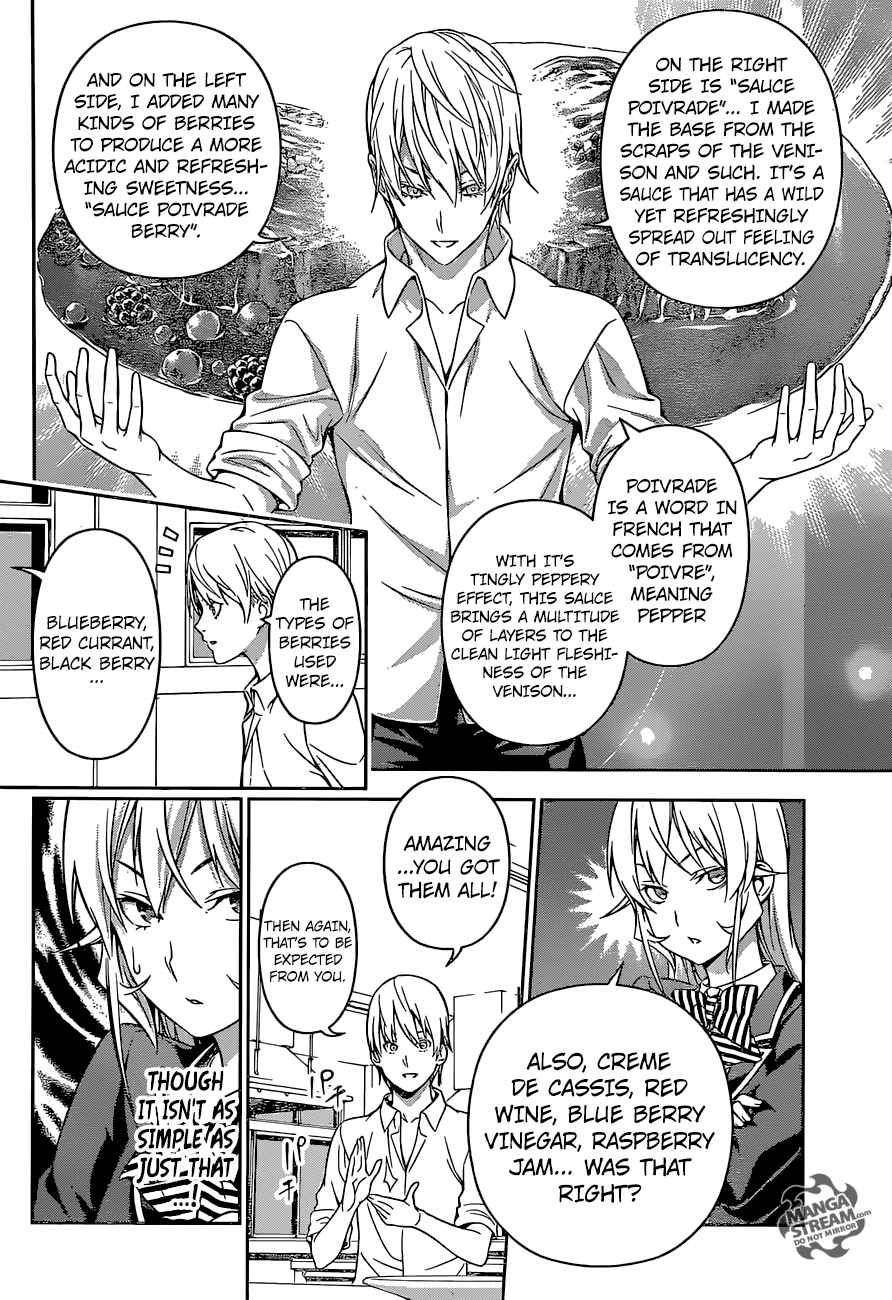 ON THE RIGHT
SIDE IS "SAUCE
POIVRADE"... I MADE
THE BASE FROM THE
SCRAPS OF THE VENI-
SON AND SUCH. IT'S A
SAUCE THAT HAS A WILD
YET REFRESHINGLY
SPREAD OUT FEELING OF
TRANSLUCENCY.
AND ON THE LEFT
SIDE, I ADDED MANY
KINDS OF BERRIES
TO PRODUCE A MORE
ACIDIC AND REFRESH-
ING SWEETNESS...
"SAUCE POIVRADE
BERRY".
POIVRADE
IS A WORD IN
FRENCH THAT
COMES FROM
"POIVRE",
MEANING
PEPPER
WITH IT'S
TINGLY PEPPERY
EFFECT, THIS SAUCE
BRINGS A MULTITUDE
OF LAYERS TO THE
CLEAN LIGHT FLESHI-
NESS OF THE
VENISON...
THE
TYPES OF
BERRIES
USED
WERE...
BLUEBERRY,
RED CURRANT,
BLACK BERRY
...
ALSO, CREME
DE CASSIS, RED
WINE, BLUE BERRY
VINEGAR, RASPBERRY
JAM... WAS THAT
RIGHT?
AMAZING
...YOU GOT
THEM ALL!
THEN AGAIN,
THAT'S TO BE
EXPECTED
FROM YOU.
パチ
パチ
THOUGH
IT ISN'T AS
SIMPLE AS
JUST THAT
...!
MANGA
STREAM.com
DO NOT MIRROR